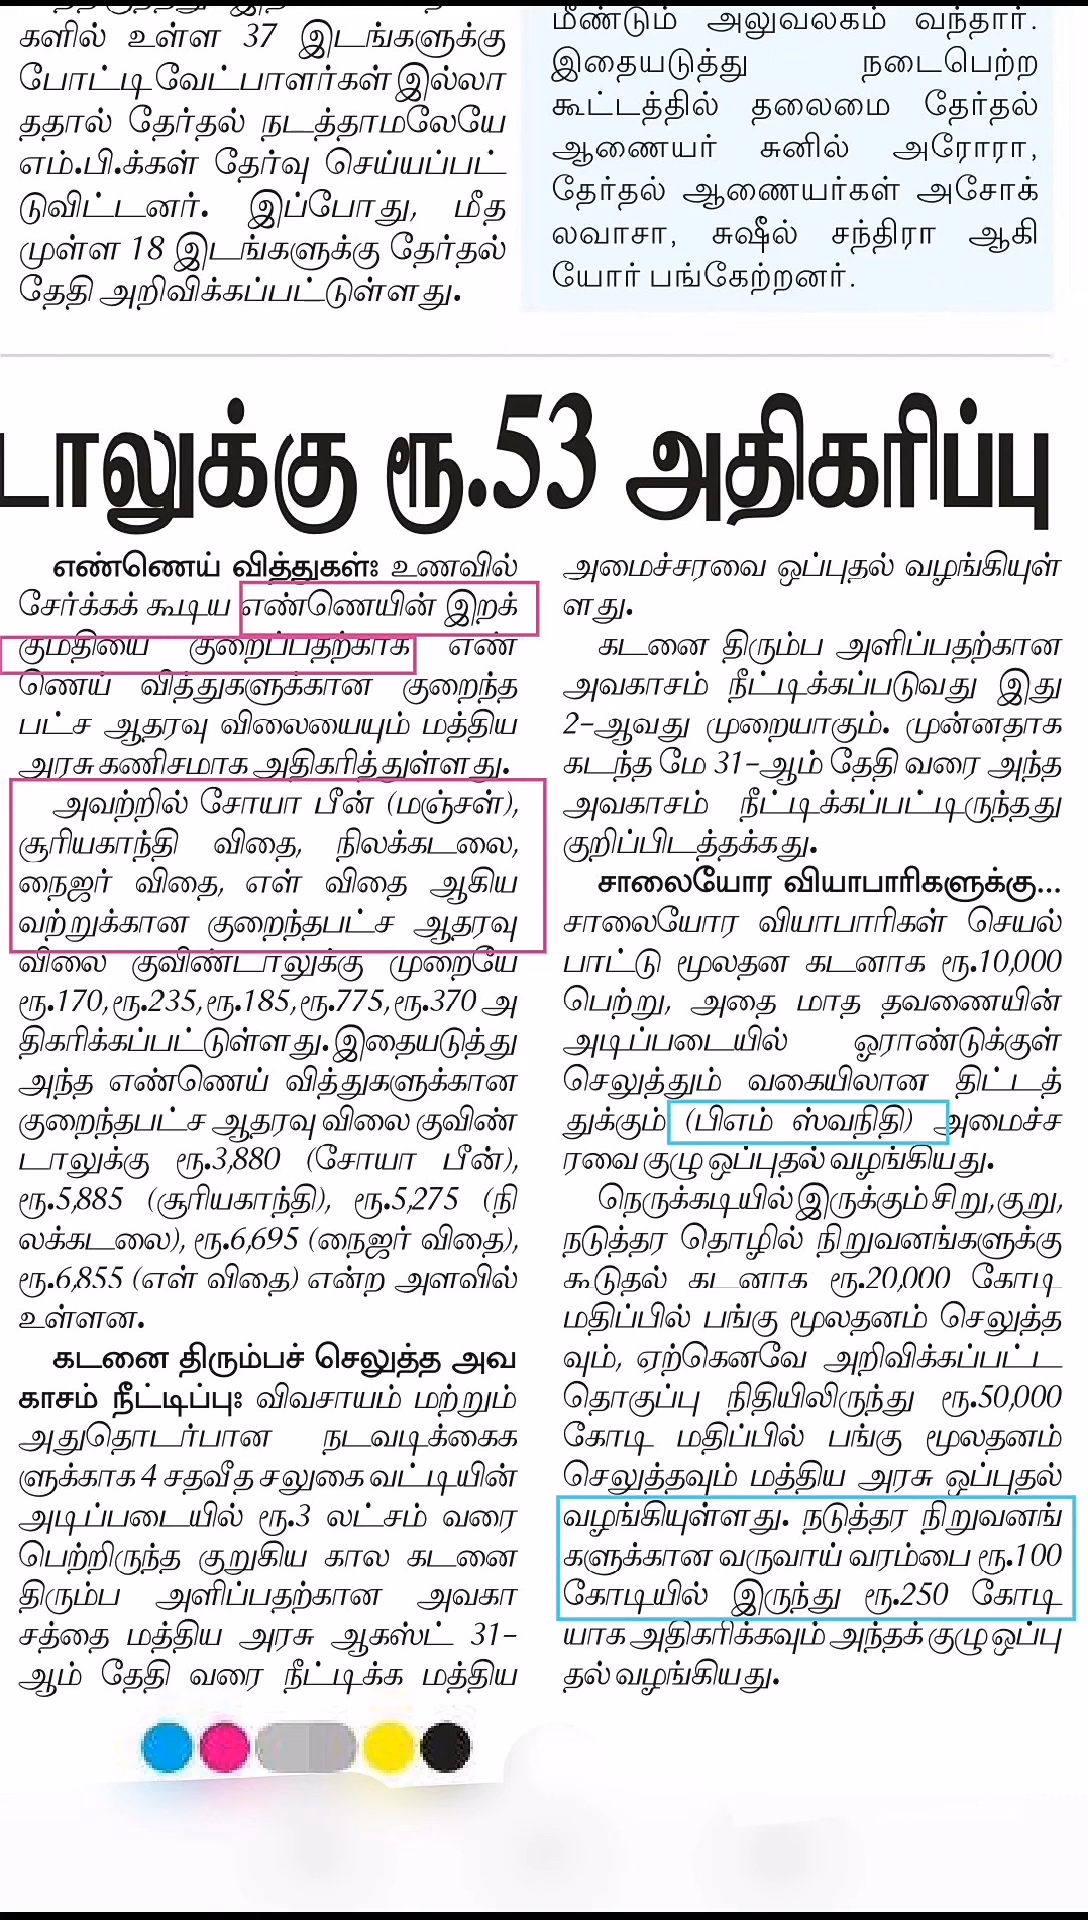 களில் உள்ள 37 இடங்களுக்கு
போட்டி வேட்பாளர்கள் இல்லா
ததால் தேர்தல் நடத்தாமலேயே
எம்.பி.க்கள் தேர்வு செய்யப்பட்
டுவிட்டனர். இப்போது, மீத
முள்ள 18 இடங்களுக்கு தேர்தல்
தேதி அறிவிக்கப்பட்டுள்ளது.
மீண்டும் அலுவலகம் வந்தார்.
இதையடுத்து நடைபெற்ற
கூட்டத்தில் தலைமை தேர்தல்
ஆணையர் சுனில் அரோரா,
தேர்தல் ஆணையர்கள் அசோக்
லவாசா, சுஷீல் சந்திரா ஆகி
யோர் பங்கேற்றனர்.
டாலுக்கு ரூ.53 அதிகரிப்பு
எண்ணெய் வித்துகள்: உணவில்
சேர்க்கக் கூடிய எண்ணெயின் இறக்
குமதியை குறைப்பதற்காக எண்
ணெய் வித்துகளுக்கான குறைந்த
பட்ச ஆதரவு விலையையும் மத்திய
அரசு கணிசமாக அதிகரித்துள்ளது.
அவற்றில் சோயா பீன் (மஞ்சள்),
சூரியகாந்தி விதை, நிலக்கடலை,
நைஜர் விதை, எள் விதை ஆகிய
வற்றுக்கான குறைந்தபட்ச ஆதரவு
விலை குவிண்டாலுக்கு முறையே
ரூ.170, ரூ.235, ரூ.185, ரூ.775, ரூ.370 அ
திகரிக்கப்பட்டுள்ளது. இதையடுத்து
அந்த எண்ணெய் வித்துகளுக்கான
குறைந்தபட்ச ஆதரவு விலை குவிண்
டாலுக்கு ரூ.3,880 (சோயா பீன்),
ரூ.5,885 (சூரியகாந்தி), ரூ.5,275 (நி
லக்கடலை), ரூ.6,695 (நைஜர் விதை),
ரூ.6,855 (எள் விதை) என்ற அளவில்
உள்ளன.
கடனை திரும்பச் செலுத்த அவ
காசம் நீட்டிப்பு: விவசாயம் மற்றும்
அதுதொடர்பான நடவடிக்கைக
ளுக்காக 4 சதவீத சலுகை வட்டியின்
அடிப்படையில் ரூ.3 லட்சம் வரை
பெற்றிருந்த குறுகிய கால கடனை
திரும்ப அளிப்பதற்கான அவகா
சத்தை மத்திய அரசு ஆகஸ்ட் 31-
ஆம் தேதி வரை நீட்டிக்க மத்திய
அமைச்சரவை ஒப்புதல் வழங்கியுள்
ளது.
கடனை திரும்ப அளிப்பதற்கான
அவகாசம் நீட்டிக்கப்படுவது இது
2-ஆவது முறையாகும். முன்னதாக
கடந்த மே 31-ஆம் தேதி வரை அந்த
அவகாசம் நீட்டிக்கப்பட்டிருந்தது
குறிப்பிடத்தக்கது.
சாலையோர வியாபாரிகளுக்கு...
சாலையோர வியாபாரிகள் செயல்
பாட்டு மூலதன கடனாக ரூ.10,000
பெற்று, அதை மாத தவணையின்
அடிப்படையில் ஓராண்டுக்குள்
செலுத்தும் வகையிலான திட்டத்
துக்கும் (பிஎம் ஸ்வநிதி) அமைச்ச
ரவை குழு ஒப்புதல் வழங்கியது.
நெருக்கடியில் இருக்கும் சிறு, குறு,
நடுத்தர தொழில் நிறுவனங்களுக்கு
கூடுதல் கடனாக ரூ.20,000 கோடி
மதிப்பில் பங்கு மூலதனம் செலுத்த
வும், ஏற்கெனவே அறிவிக்கப்பட்ட
தொகுப்பு நிதியிலிருந்து ரூ.50,000
கோடி மதிப்பில் பங்கு மூலதனம்
செலுத்தவும் மத்திய அரசு ஒப்புதல்
வழங்கியுள்ளது. நடுத்தர நிறுவனங்
களுக்கான வருவாய் வரம்பை ரூ.100
கோடியில் இருந்து ரூ.250 கோடி
யாக அதிகரிக்கவும் அந்தக் குழு ஒப்பு
தல் வழங்கியது.